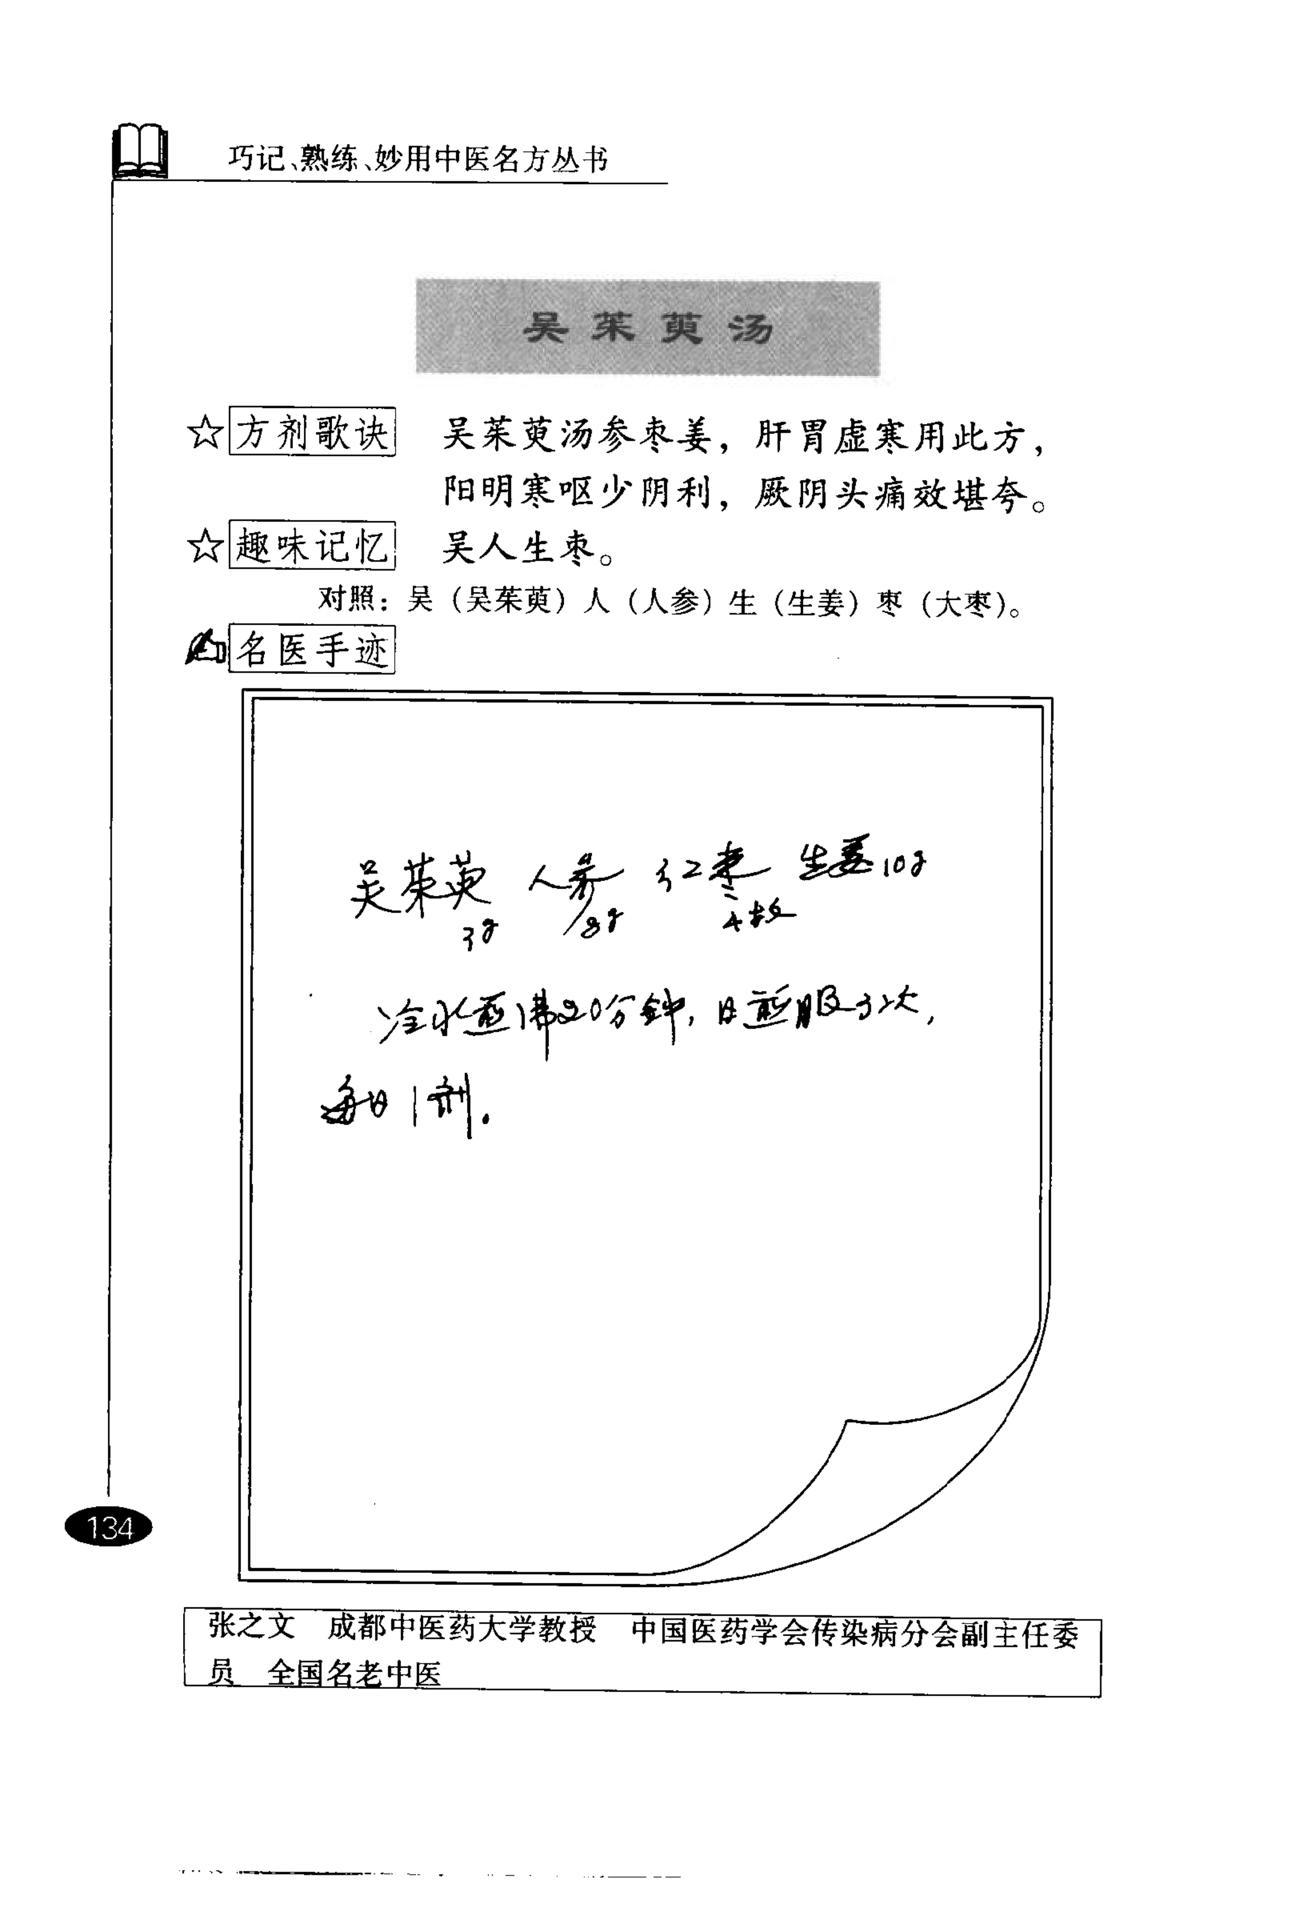 巧记、熟练、妙用中医名方丛书
吴茱萸汤
☆方剂歌诀 吴茱萸汤参枣姜，肝胃虚寒用此方，
阳明寒呕少阴利，厥阴头痛效堪夸。
☆趣味记忆 吴人生枣。
对照：吴（吴茱萸）人（人参）生（生姜）枣（大枣）。
名医手迹
吴茱萸 人参 红枣 生姜10g
3g 8g 4枚
冷水煎沸20分钟，日煎服3次，
每日1剂。
134
张之文 成都中医药大学教授 中国医药学会传染病分会副主任委
员 全国名老中医